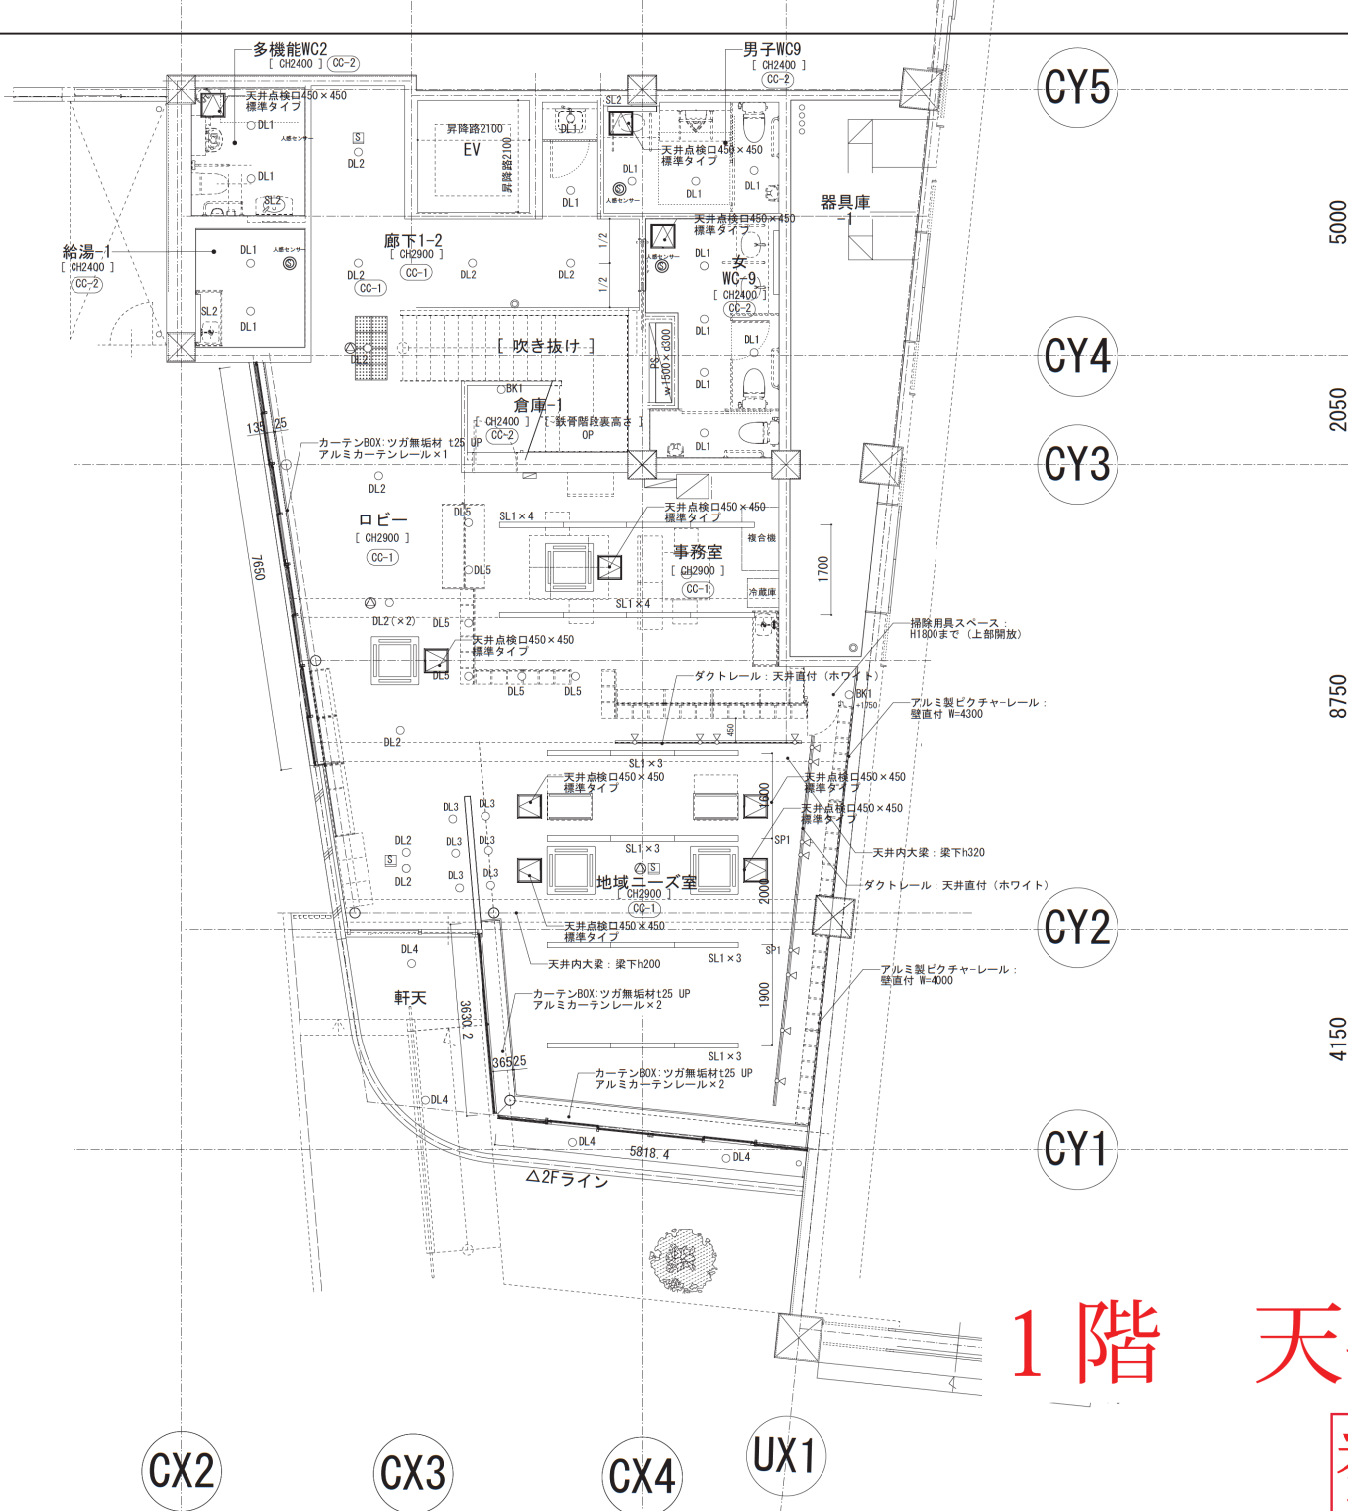 多機能WC2
[ CH2400 ]
CC-2
男子WC9
[ CH2400 ]
CC-2
CY5
天井点検口450×450
標準タイプ
DL1
人感センサー
S
DL2
昇降路2100
EV
昇降路2100
DL1
SL2
天井点検口450×450
標準タイプ
DL1
DL1
DL1
DL1
DL1
S
人感センサー
SL2
器具庫
-1
5000
天井点検口450×450
標準タイプ
廊下1-2
[ CH2900 ]
CC-1
給湯-1
[ CH2400 ]
CC-2
DL1
人感センサー
S
DL2
CC-1
DL2
DL2
1/2
1/2
人感センサー
S
DL1
女
WC-9
[ CH2400 ]
CC-2
SL2
DL1
DL1
DL1
DL1
DL1
PS
w1500×d300
[ 吹き抜け ]
DL2
CY4
BK1
倉庫-1
[ CH2400 ]
CC-2
[ 鉄骨階段裏高さ ]
OP
2050
135
25
カーテンBOX:ツガ無垢材 t25 UP
アルミカーテンレール×1
CY3
DL2
ロビー
[ CH2900 ]
CC-1
DL5
SL1×4
天井点検口450×450
標準タイプ
事務室
[ CH2900 ]
CC-1
複合機
冷蔵庫
1700
7650
DL5
SL1×4
DL2(×2)
DL5
天井点検口450×450
標準タイプ
DL5
DL5
DL5
掃除用具スペース:
H1800まで (上部開放)
ダクトレール:天井直付 (ホワイト)
BK1
+1750
アルミ製ピクチャーレール:
壁直付 W=4300
8750
450
DL2
SL1×3
天井点検口450×450
標準タイプ
1600
天井点検口450×450
標準タイプ
DL3
DL3
天井点検口450×450
標準タイプ
SP1
DL3
DL3
DL2
S
DL2
SL1×3
天井内大梁:梁下h320
DL3
DL3
S
地域ニーズ室
[ CH2900 ]
CC-1
2000
ダクトレール:天井直付 (ホワイト)
天井点検口450×450
標準タイプ
CY2
DL4
SP1
SL1×3
天井内大梁:梁下h200
アルミ製ピクチャーレール:
壁直付 W=4000
軒天
カーテンBOX:ツガ無垢材t25 UP
アルミカーテンレール×2
1900
3630.2
4150
SL1×3
36525
カーテンBOX:ツガ無垢材t25 UP
アルミカーテンレール×2
DL4
DL4
5818.4
DL4
CY1
△2Fライン
1階 天
CX2
CX3
CX4
UX1